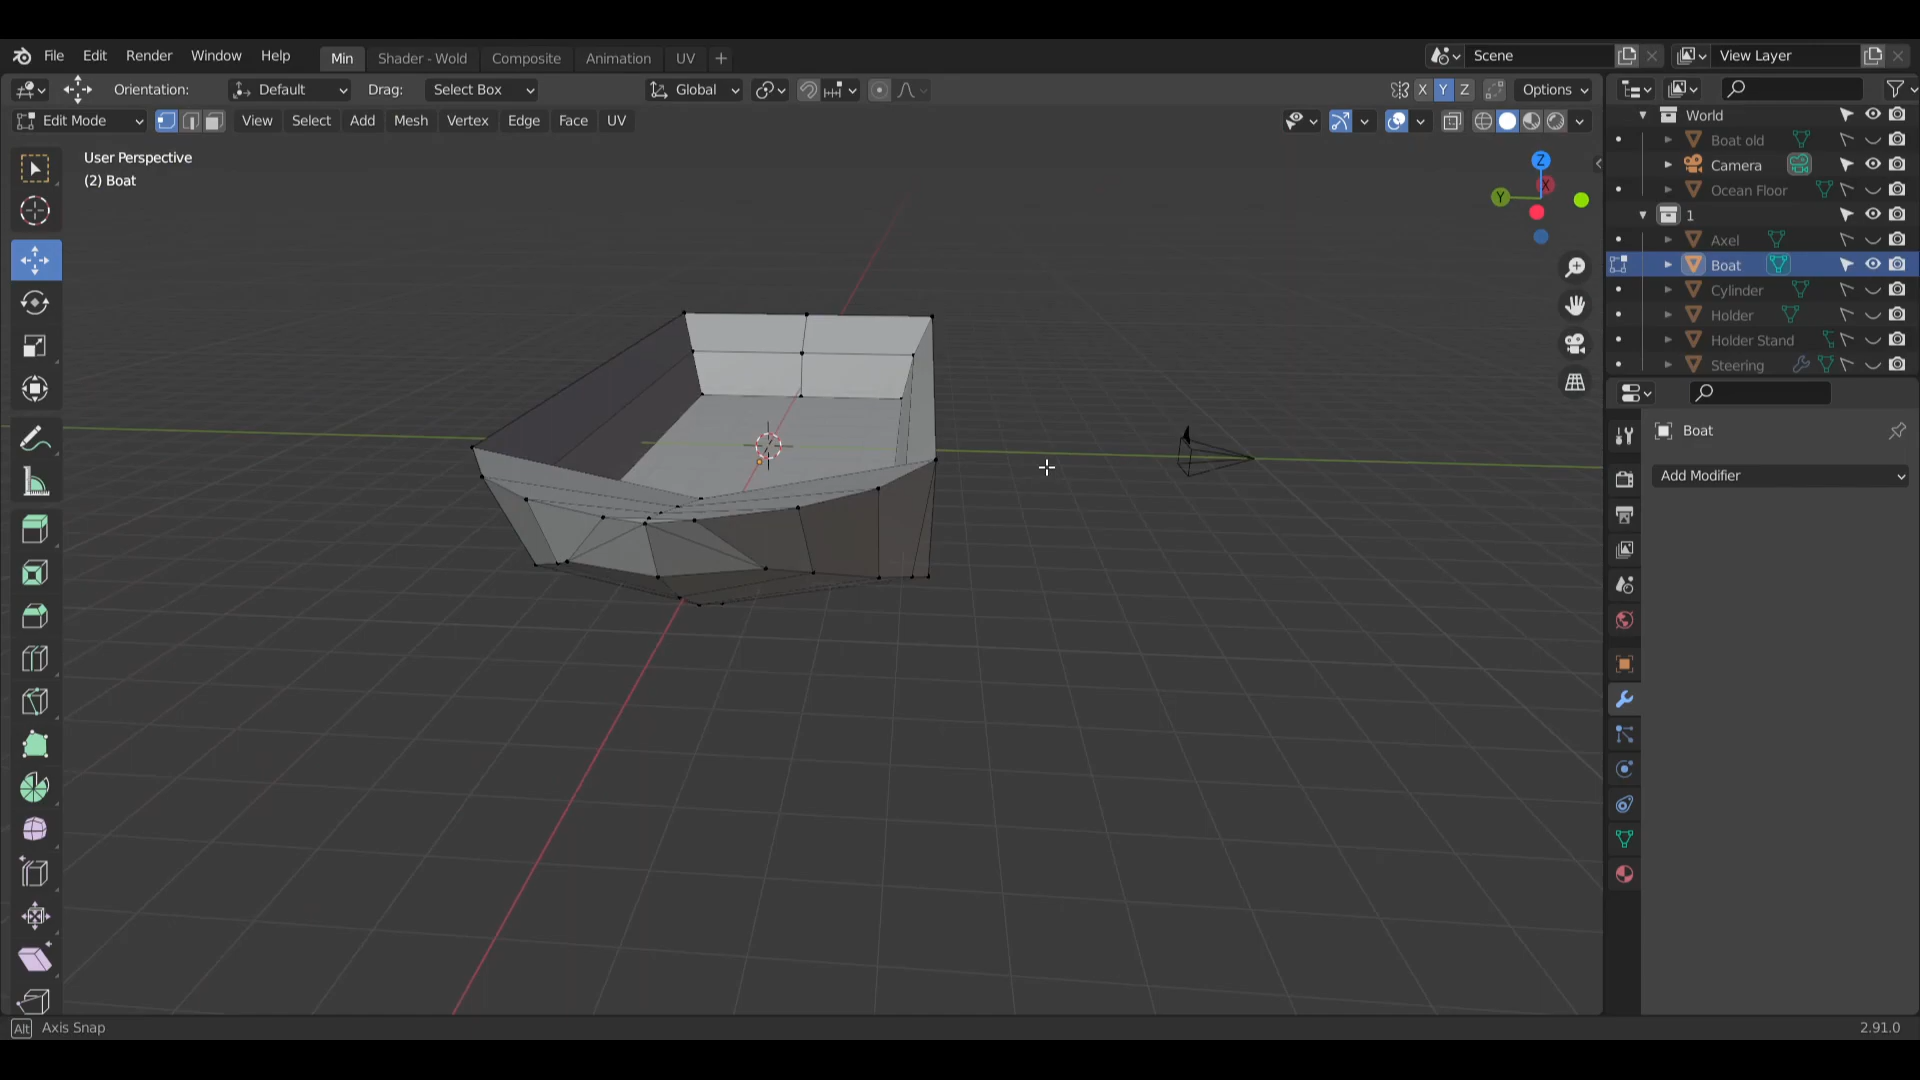 File Edit Render Window Help Min Shader - Wold Composite Animation UV + Scene View Layer
Orientation: Default Drag: Select Box Global X Y Z Options
Edit Mode View Select Add Mesh Vertex Edge Face UV
User Perspective
(2) Boat
Z
X
Y
World
Boat old
Camera
Ocean Floor
1
Axel
Boat
Cylinder
Holder
Holder Stand
Steering
Boat
Add Modifier
Alt Axis Snap
2.91.0